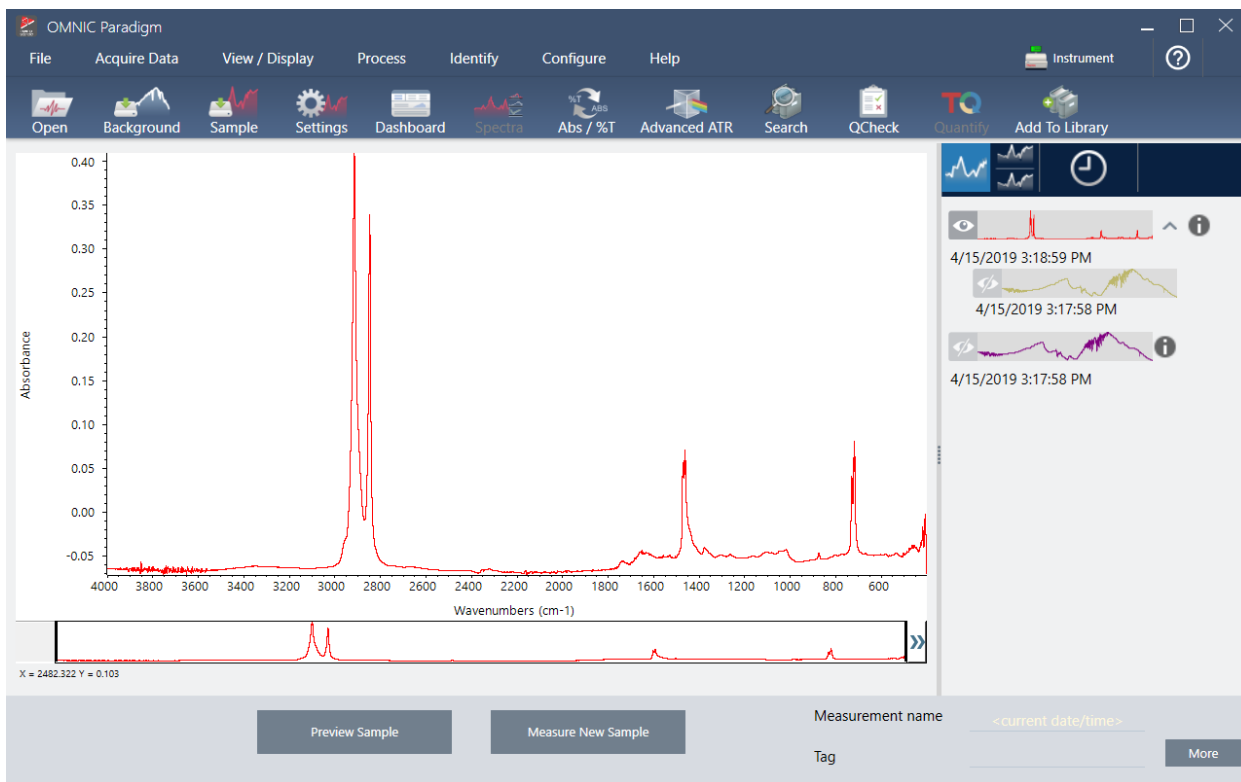 OMNIC Paradigm
File Acquire Data View / Display Process Identify Configure Help Instrument
%T ABS TQ
Open Background Sample Settings Dashboard Spectra Abs / %T Advanced ATR Search QCheck Quantify Add To Library
0.40
0.35
0.30
0.25
0.20
0.15
0.10
0.05
0.00
-0.05
Absorbance
4000 3800 3600 3400 3200 3000 2800 2600 2400 2200 2000 1800 1600 1400 1200 1000 800 600
Wavenumbers (cm-1)
X = 2482.322 Y = 0.103
4/15/2019 3:18:59 PM
4/15/2019 3:17:58 PM
4/15/2019 3:17:58 PM
Preview Sample
Measure New Sample
Measurement name <current date/time>
Tag
More